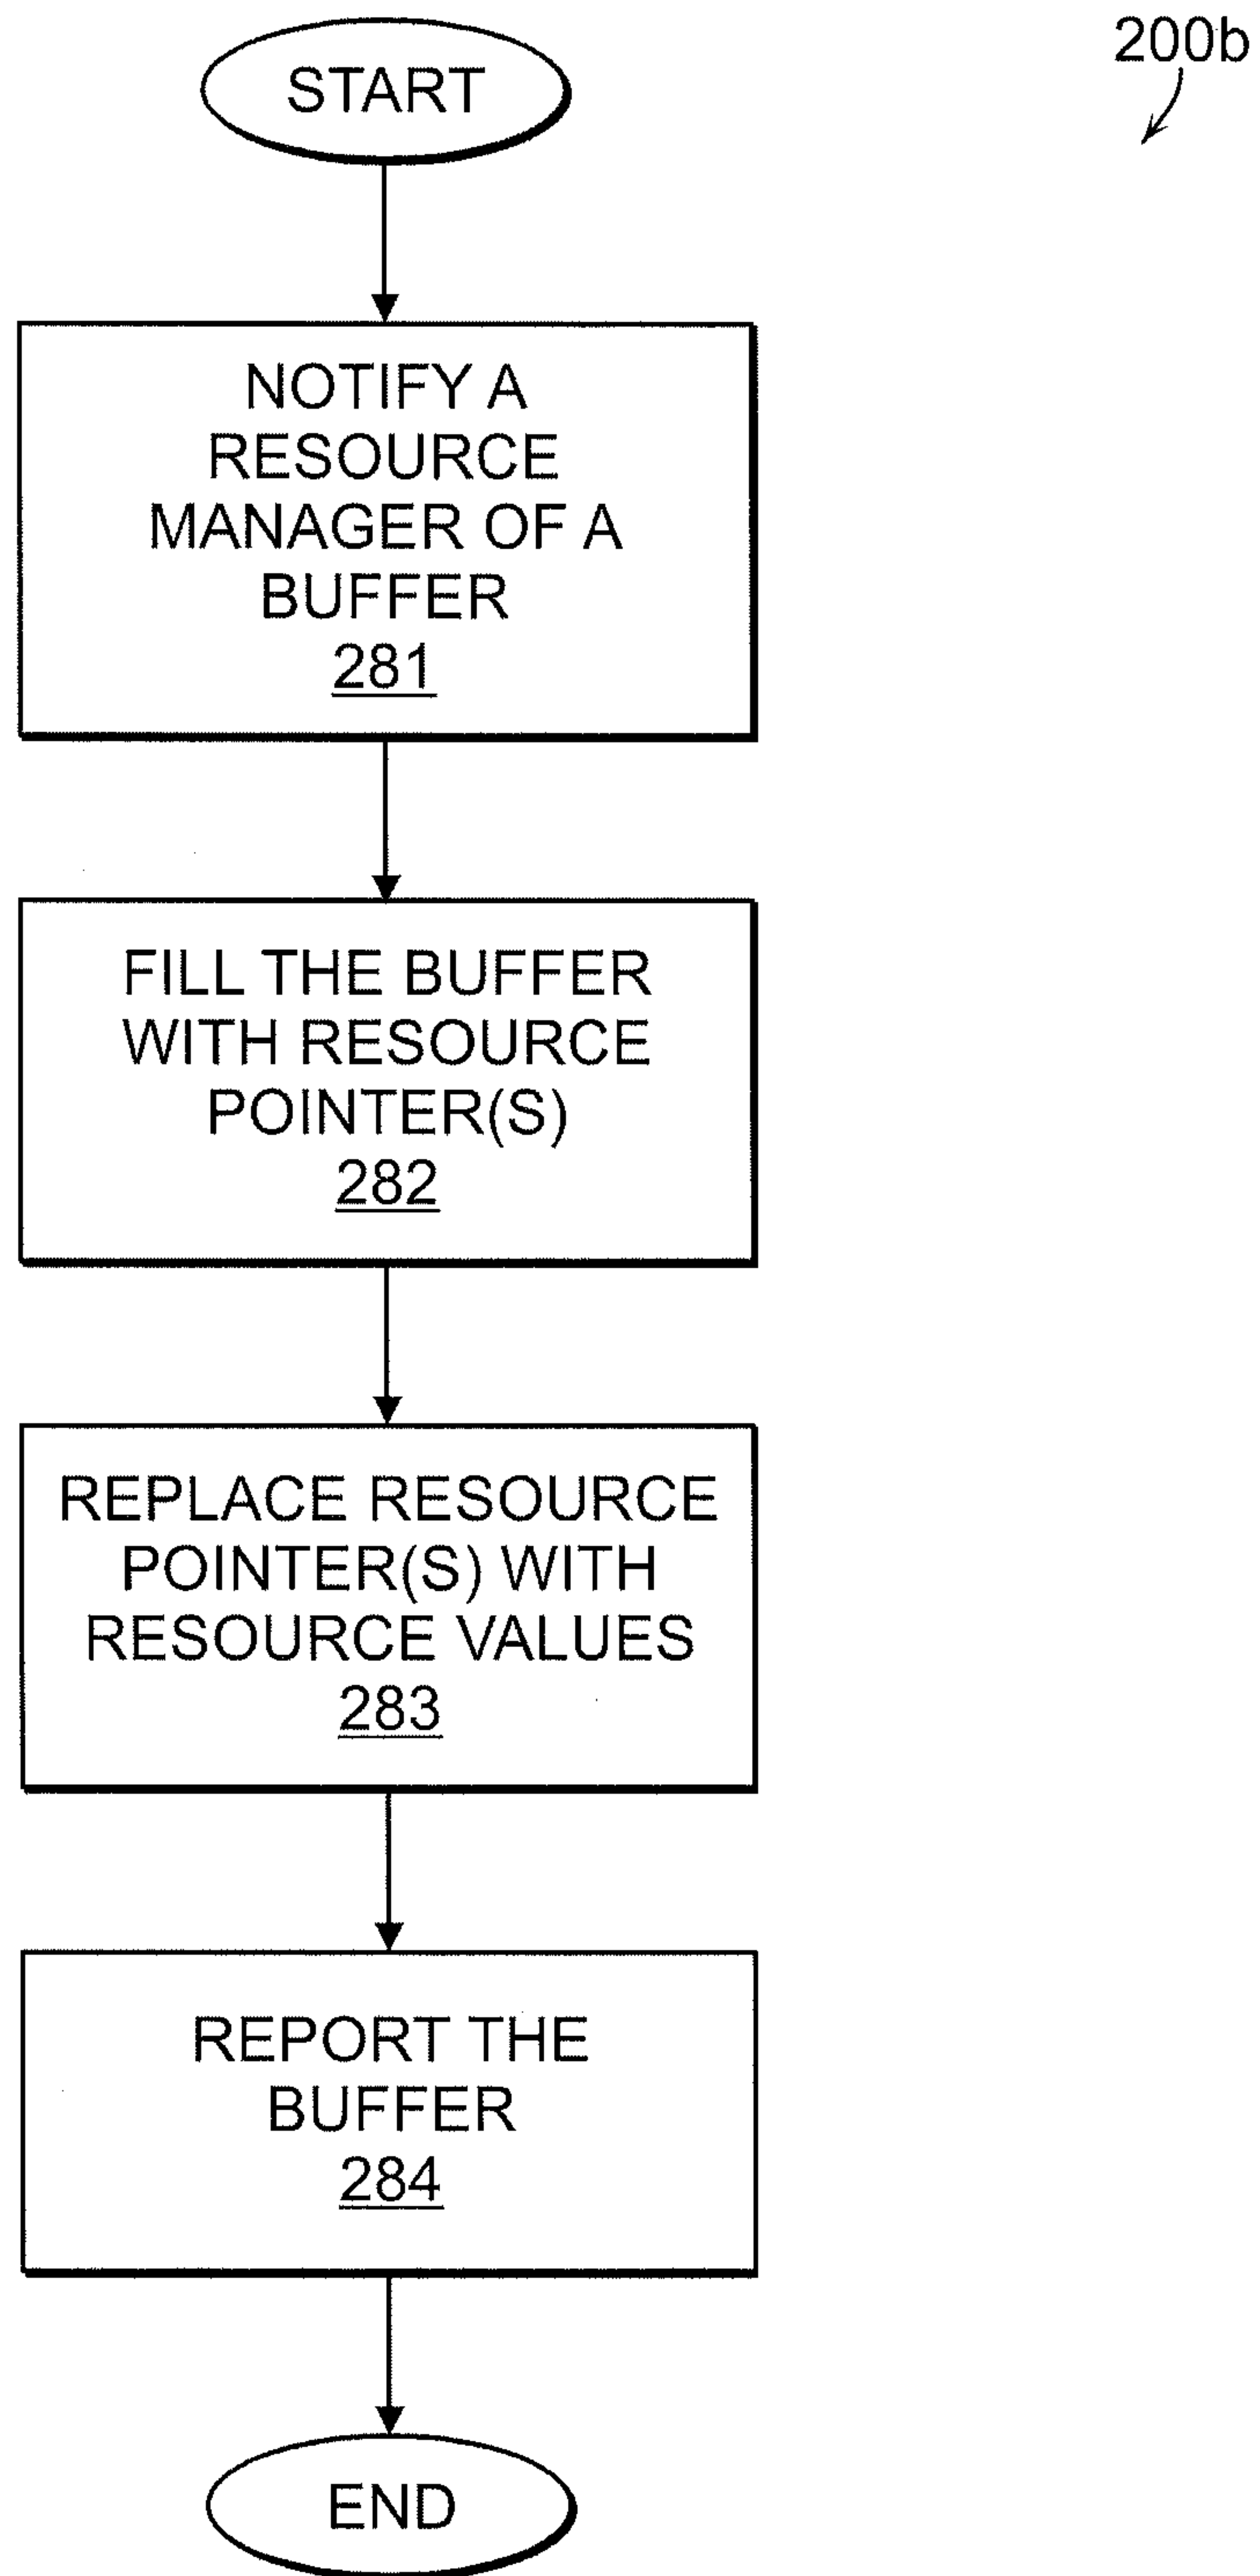 200b
START
NOTIFY A
RESOURCE
MANAGER OF A
BUFFER
281
FILL THE BUFFER
WITH RESOURCE
POINTER(S)
282
REPLACE RESOURCE
POINTER(S) WITH
RESOURCE VALUES
283
REPORT THE
BUFFER
284
END